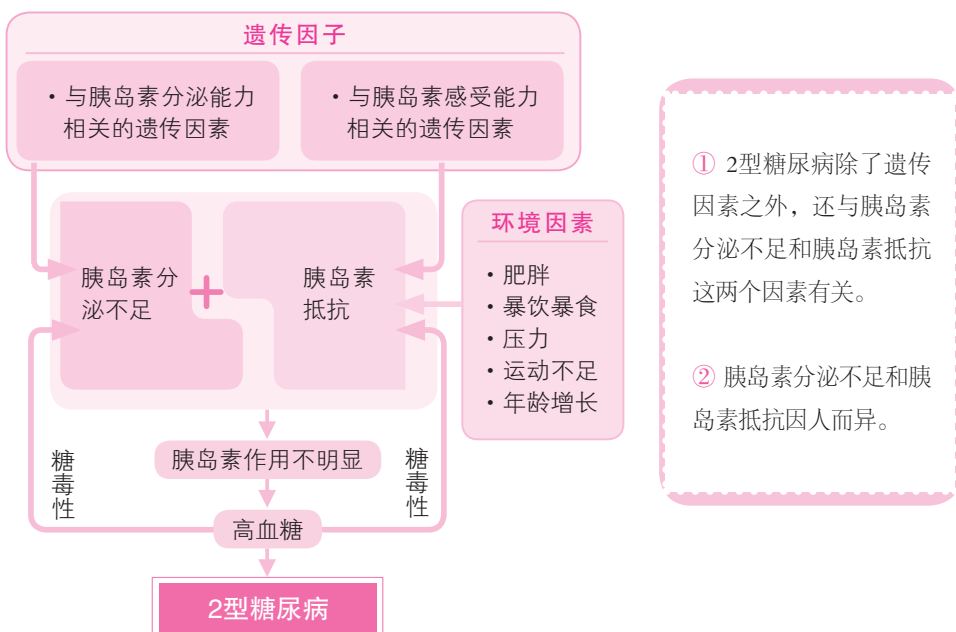 遗传因子
・与胰岛素分泌能力
相关的遗传因素
・与胰岛素感受能力
相关的遗传因素
胰岛素分
泌不足
+
胰岛素
抵抗
环境因素
・肥胖
・暴饮暴食
・压力
・运动不足
・年龄增长
胰岛素作用不明显
糖毒性
糖毒性
高血糖
2型糖尿病
① 2型糖尿病除了遗传
因素之外，还与胰岛素
分泌不足和胰岛素抵抗
这两个因素有关。
② 胰岛素分泌不足和胰
岛素抵抗因人而异。